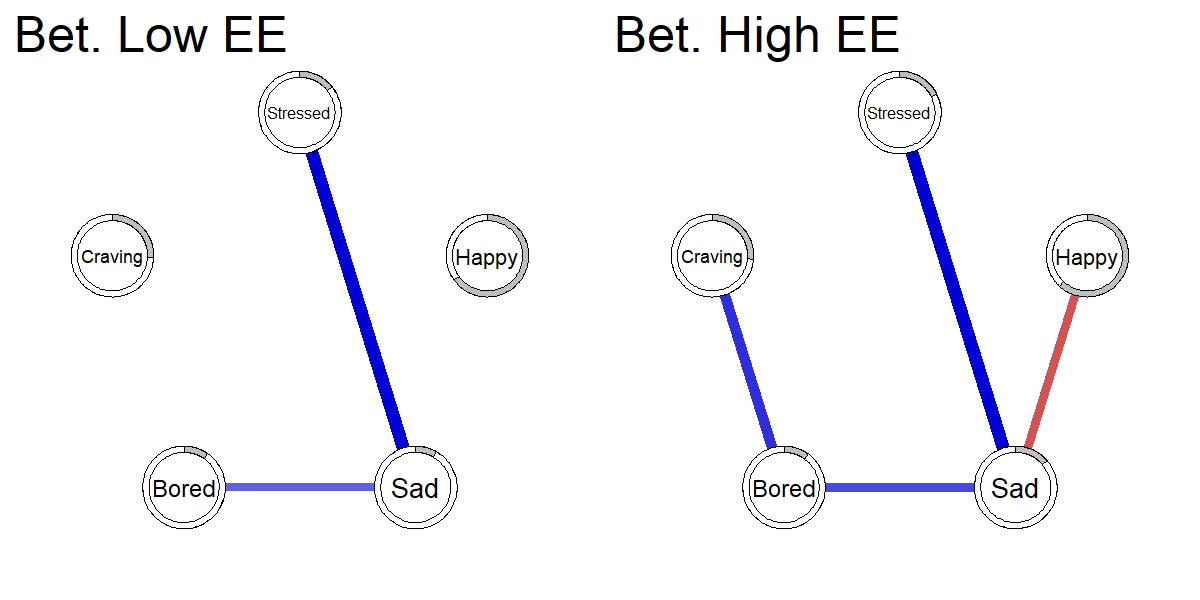 Bet. Low EE
Stressed
Craving
Happy
Bored
Sad
Bet. High EE
Stressed
Craving
Happy
Bored
Sad